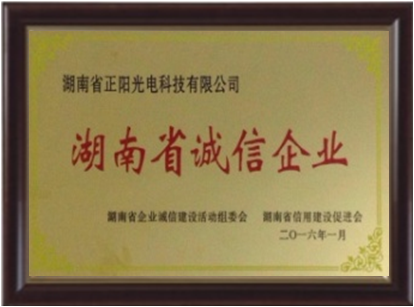 湖南省正阳光电科技有限公司
湖南省诚信企业
湖南省企业诚信建设活动组委会 湖南省信用建设促进会
二〇一六年一月